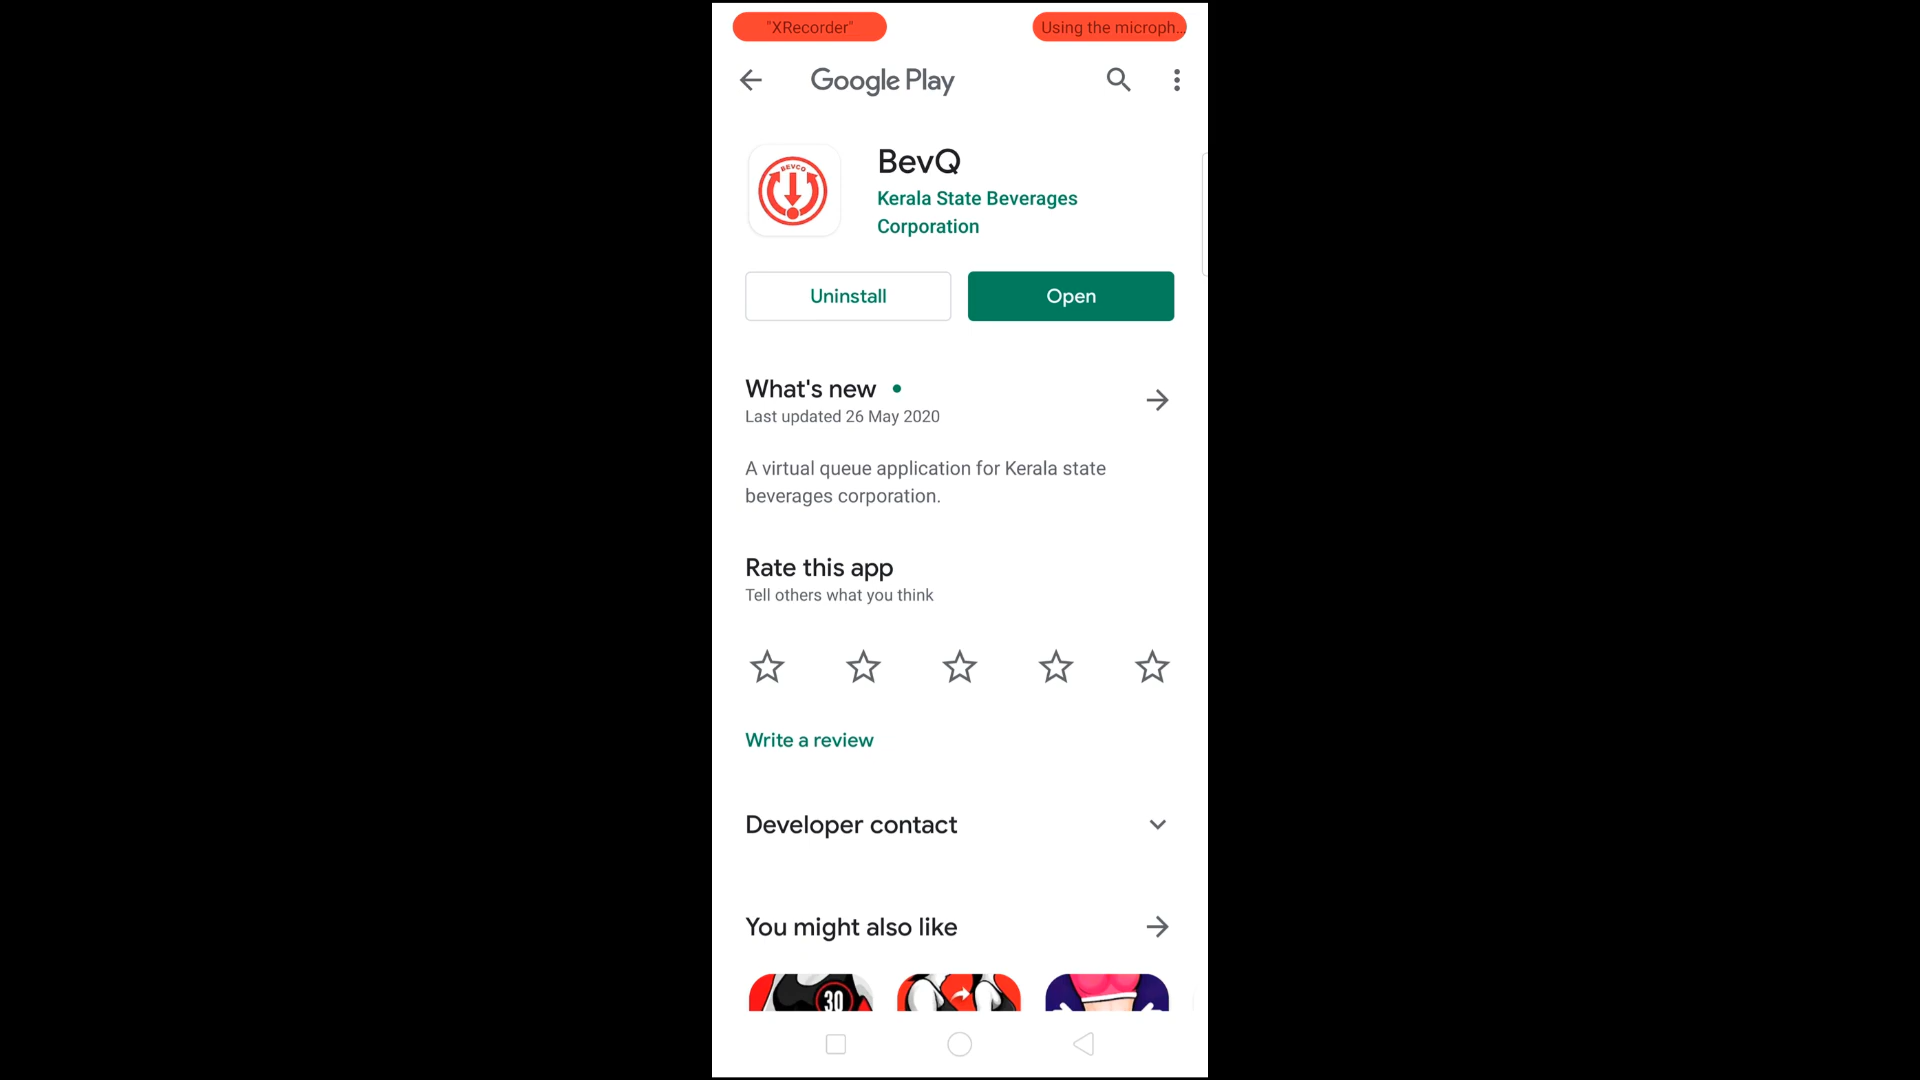 "XRecorder"
Using the microph...
Google Play
BEVCO
BevQ
Kerala State Beverages
Corporation
Uninstall
Open
What's new
Last updated 26 May 2020
A virtual queue application for Kerala state
beverages corporation.
Rate this app
Tell others what you think
Write a review
Developer contact
You might also like
30